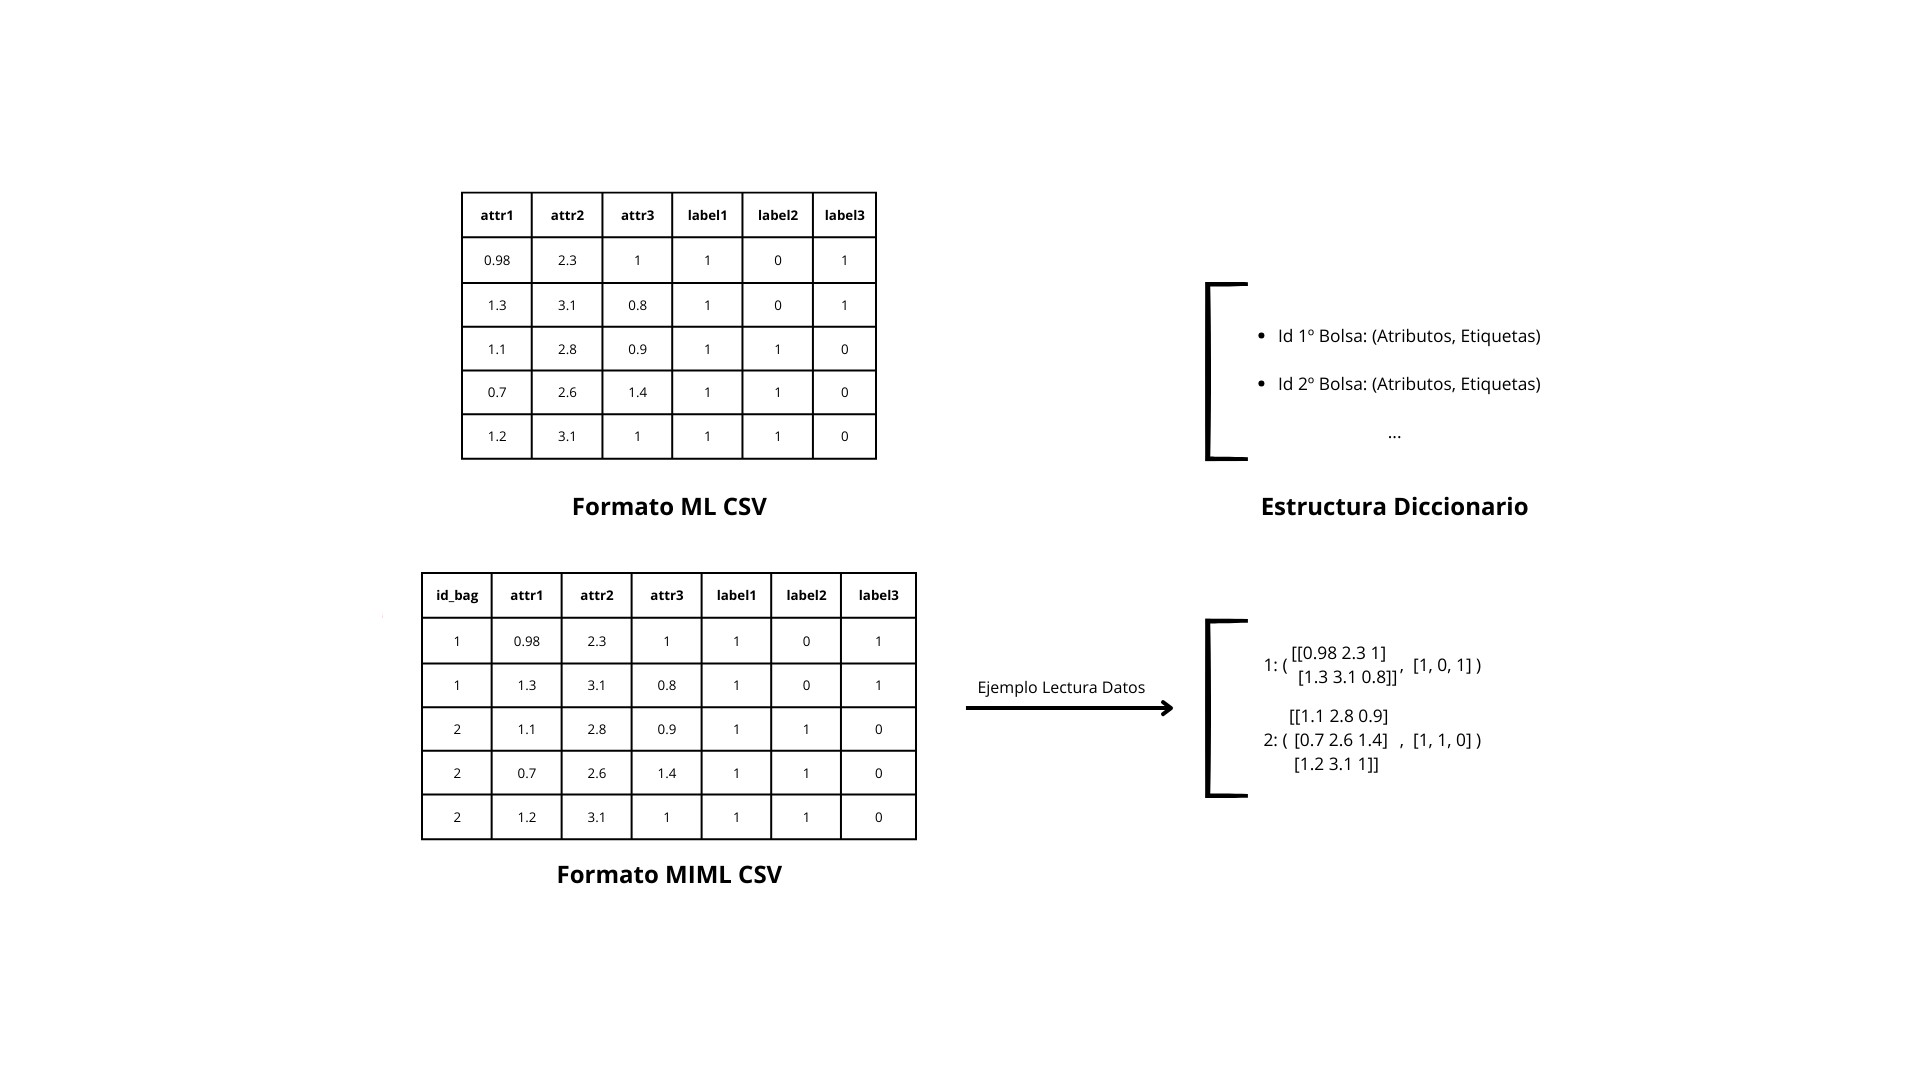 attr1 attr2 attr3 label1 label2 label3
0.98 2.3 1 1 0 1
1.3 3.1 0.8 1 0 1
1.1 2.8 0.9 1 1 0
0.7 2.6 1.4 1 1 0
1.2 3.1 1 1 1 0
Formato ML CSV
• Id 1º Bolsa: (Atributos, Etiquetas)
• Id 2º Bolsa: (Atributos, Etiquetas)
...
Estructura Diccionario
id_bag attr1 attr2 attr3 label1 label2 label3
1 0.98 2.3 1 1 0 1
1 1.3 3.1 0.8 1 0 1
2 1.1 2.8 0.9 1 1 0
2 0.7 2.6 1.4 1 1 0
2 1.2 3.1 1 1 1 0
Formato MIML CSV
Ejemplo Lectura Datos
[[0.98 2.3 1]
1: ( , [1, 0, 1] )
[1.3 3.1 0.8]]
[[1.1 2.8 0.9]
2: ( [0.7 2.6 1.4] , [1, 1, 0] )
[1.2 3.1 1]]